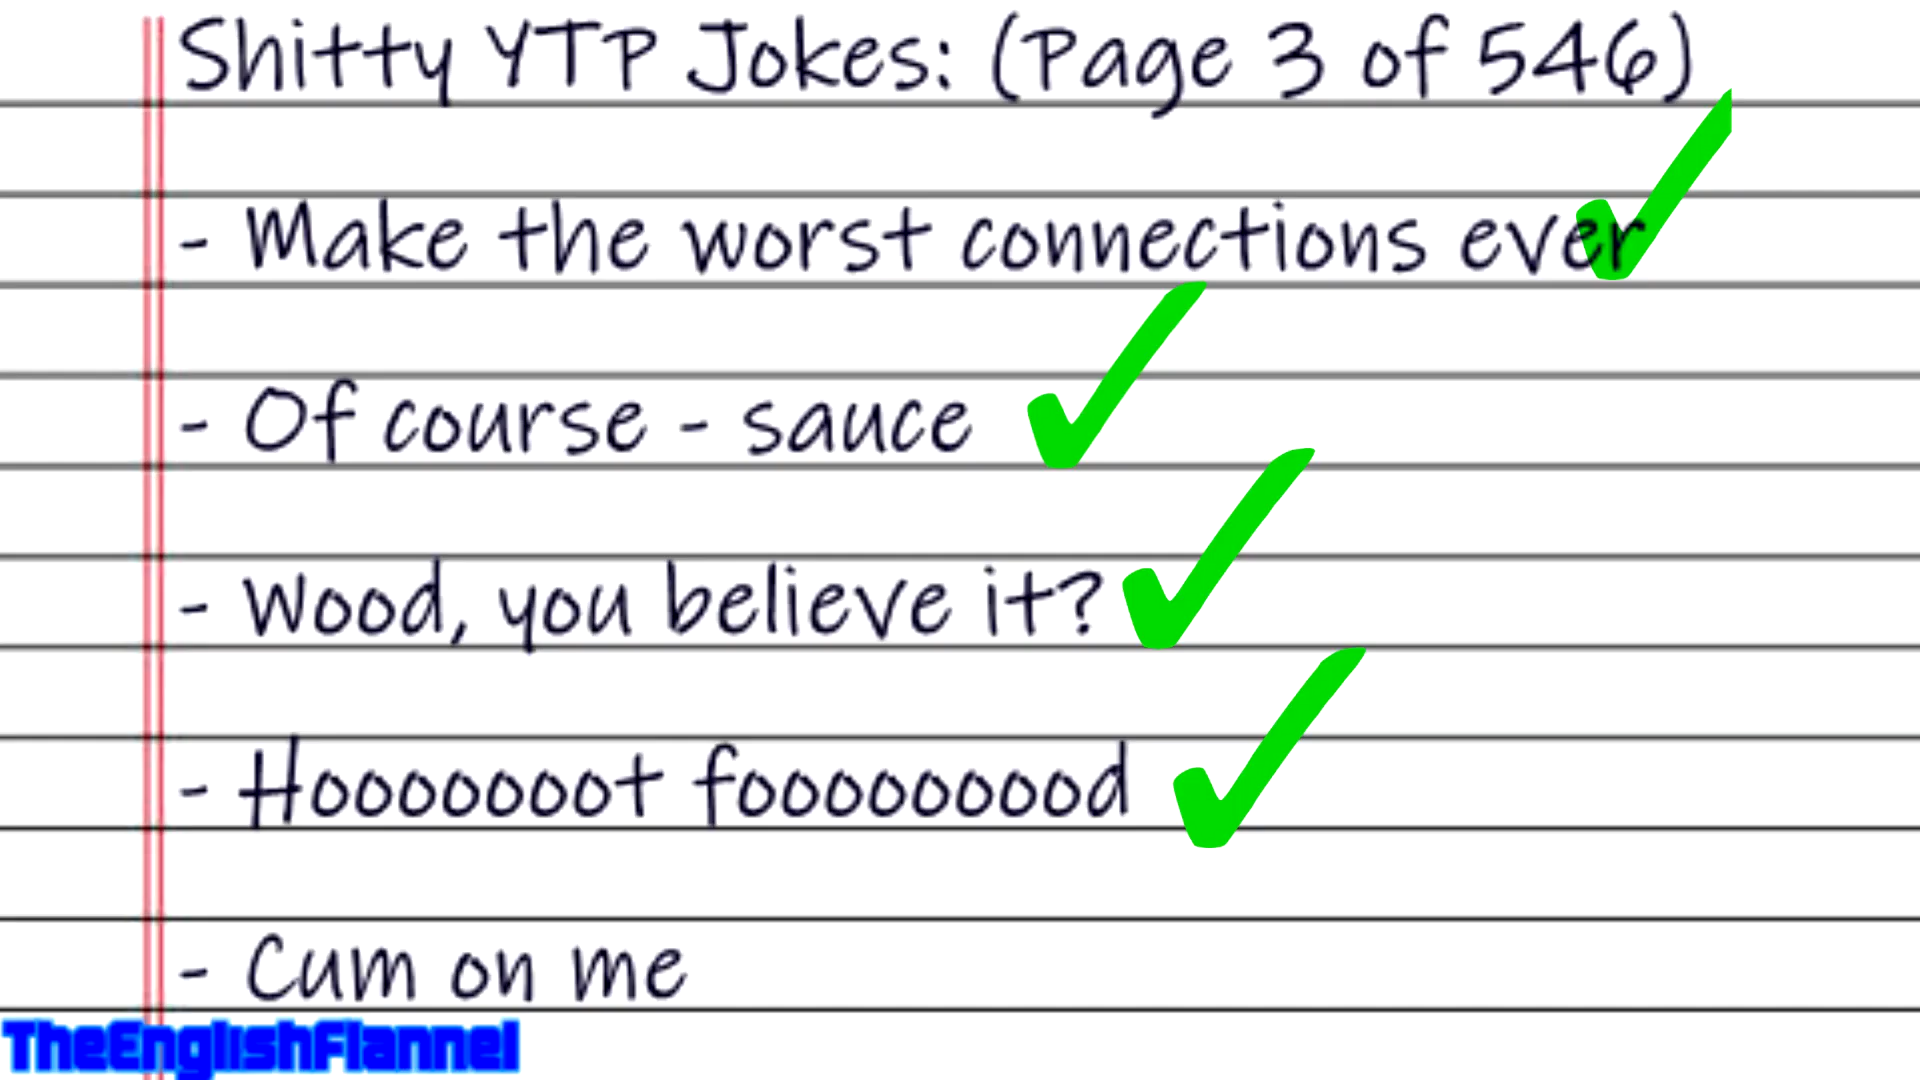 Shitty YTP Jokes: (Page 3 of 546)
- Make the worst connections ever
- Of course - sauce
- Wood, you believe it?
- Hooooooot foooooooood
- Cum on me
TheEnglishFlannel